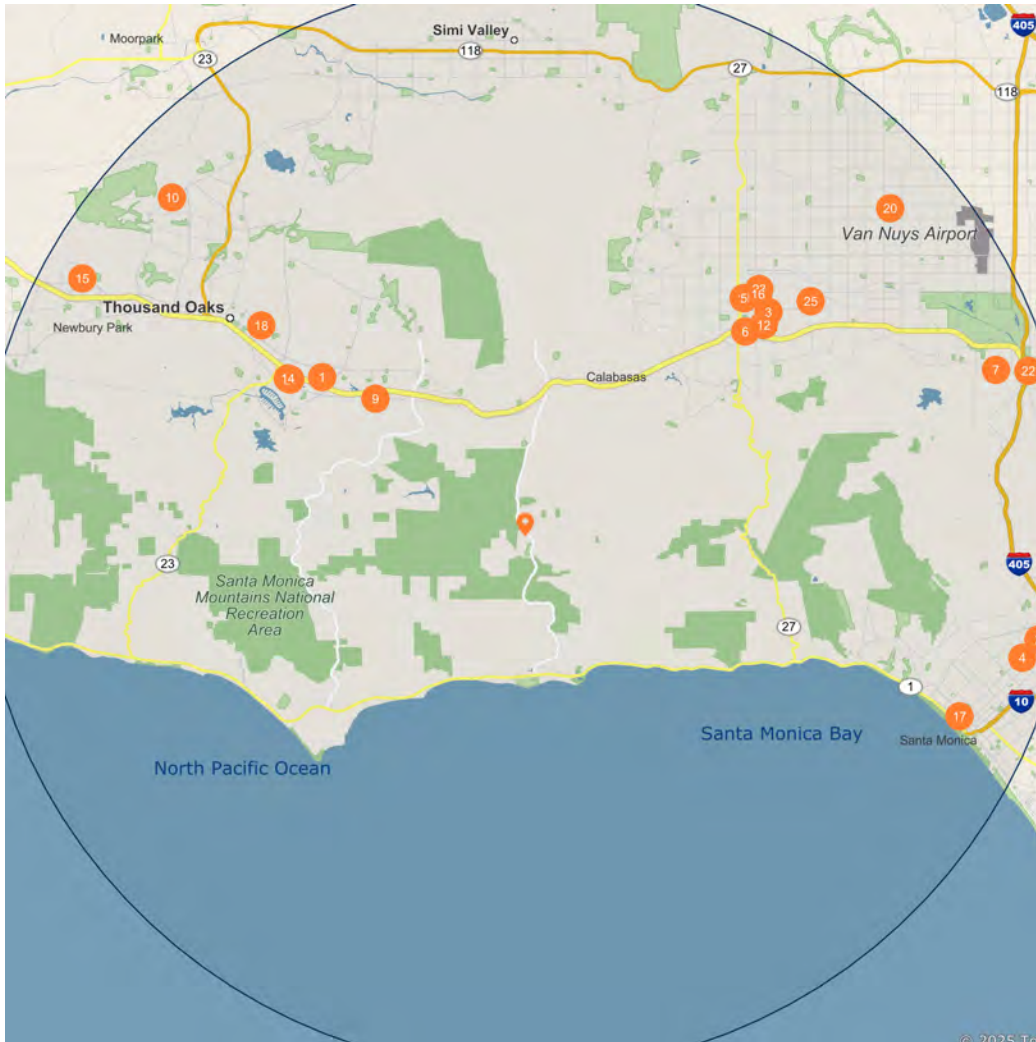 Simi Valley
405
Moorpark
118
23
27
118
10
20
Van Nuys Airport
15
16
25
Thousand Oaks
3
Newbury Park
18
12
6
14
1
Calabasas
7
22
9
23
405
Santa Monica
Mountains National
Recreation
Area
27
4
1
10
17
Santa Monica Bay
Santa Monica
North Pacific Ocean